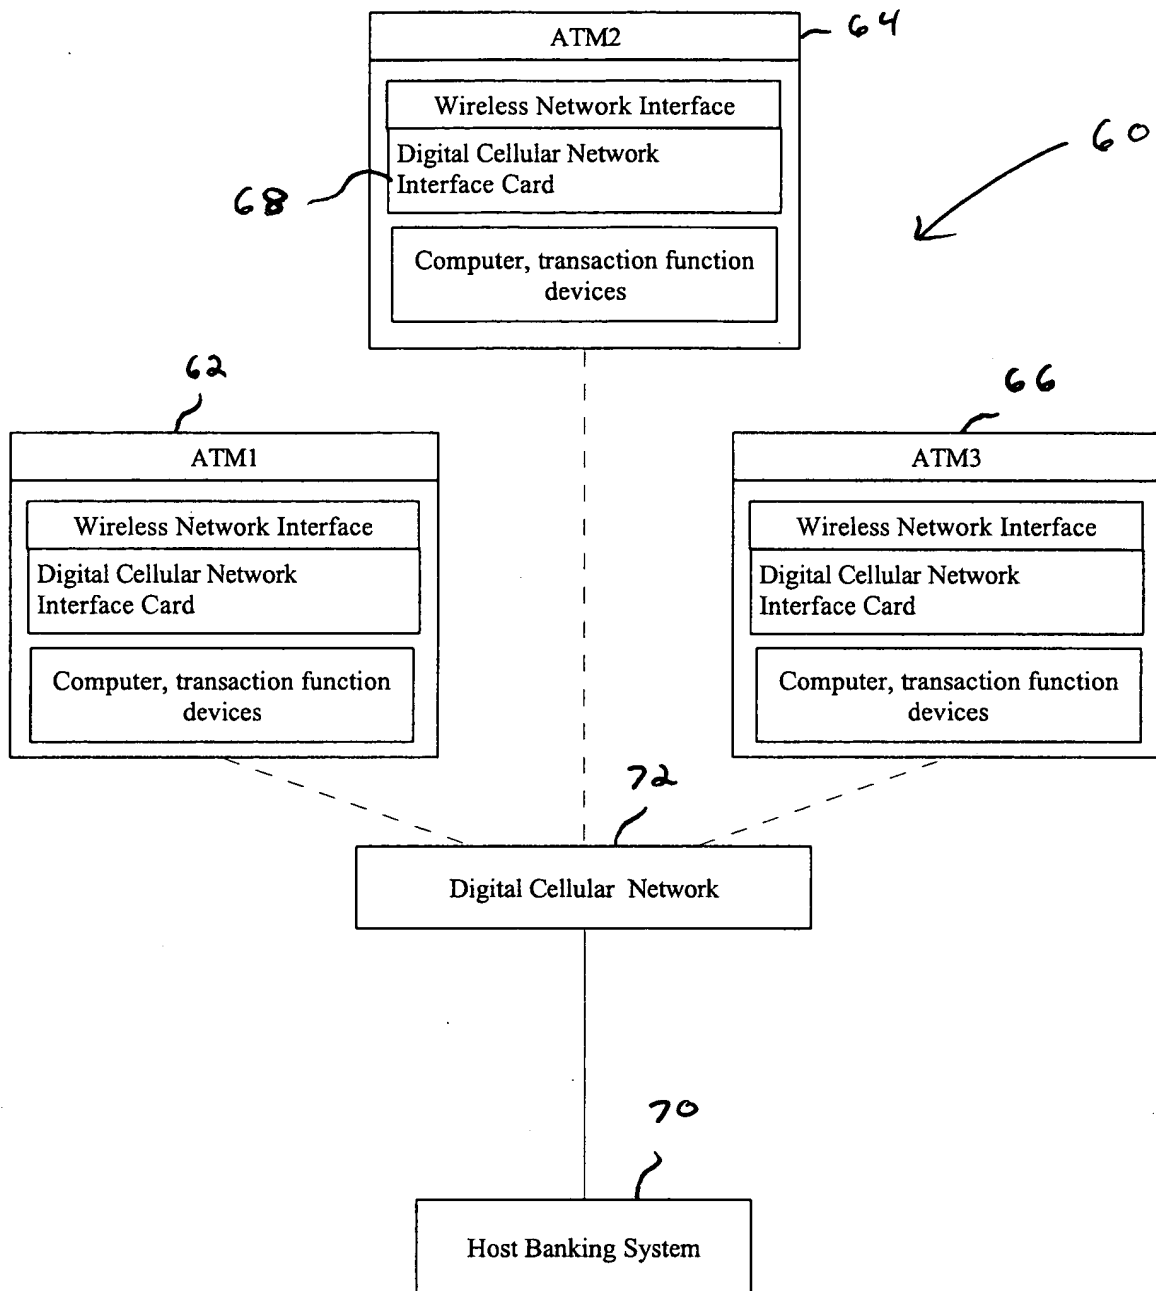 ATM2
64
Wireless Network Interface
60
Digital Cellular Network
Interface Card
68
Computer, transaction function
devices
62
66
ATM1
ATM3
Wireless Network Interface
Wireless Network Interface
Digital Cellular Network
Interface Card
Digital Cellular Network
Interface Card
Computer, transaction function
devices
Computer, transaction function
devices
72
Digital Cellular Network
70
Host Banking System